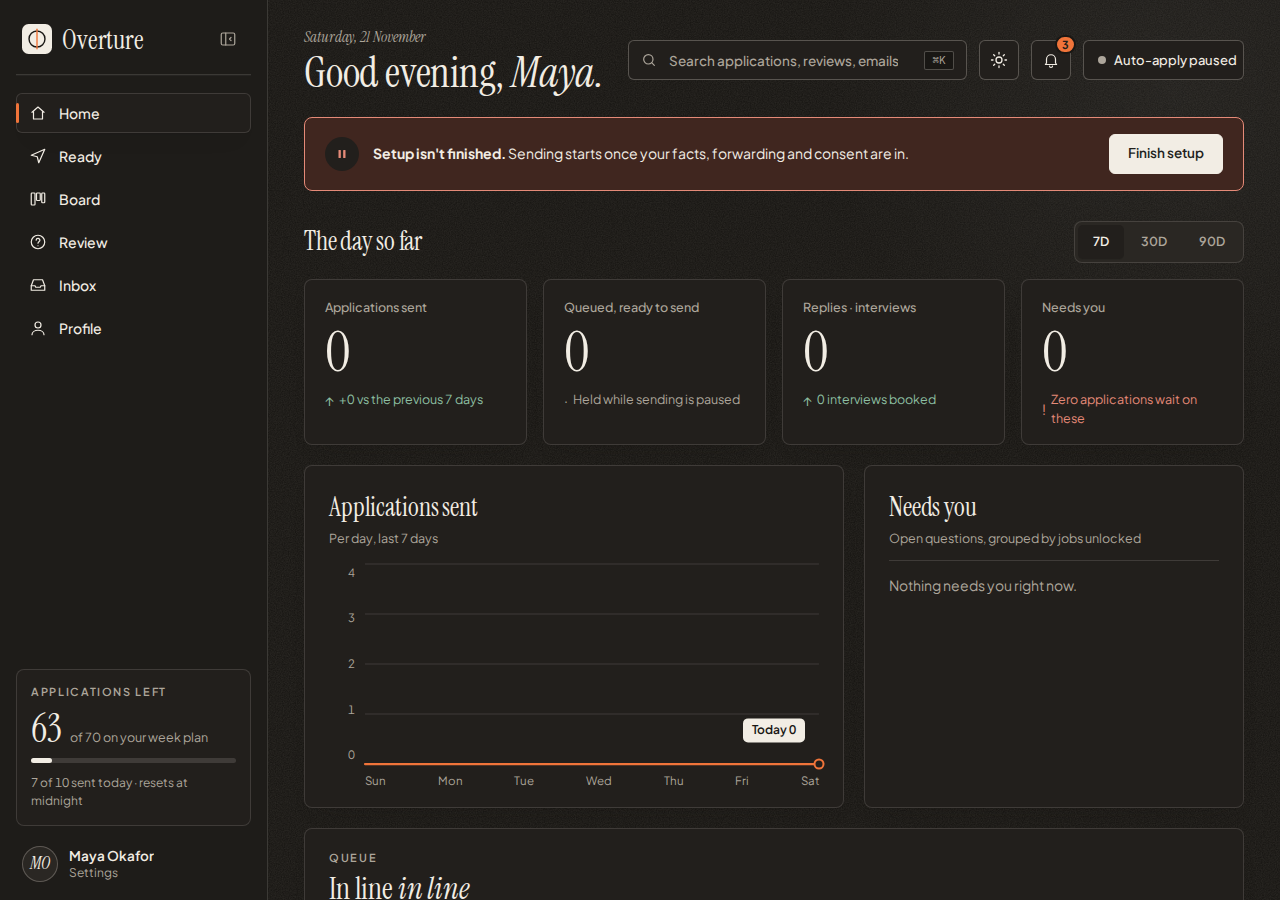 Overture
Home
Ready
Board
Review
Inbox
Profile
APPLICATIONS LEFT
63 of 70 on your week plan
7 of 10 sent today · resets at
midnight
MO
Maya Okafor
Settings
Saturday, 21 November
Good evening, Maya.
Search applications, reviews, emails
⌘K
3
Auto-apply paused
Setup isn't finished. Sending starts once your facts, forwarding and consent are in.
Finish setup
The day so far
7D
30D
90D
Applications sent
0
↑ +0 vs the previous 7 days
Queued, ready to send
0
· Held while sending is paused
Replies · interviews
0
↑ 0 interviews booked
Needs you
0
! Zero applications wait on
these
Applications sent
Per day, last 7 days
4
3
2
1
0
Today 0
Sun Mon Tue Wed Thu Fri Sat
Needs you
Open questions, grouped by jobs unlocked
Nothing needs you right now.
QUEUE
In line in line